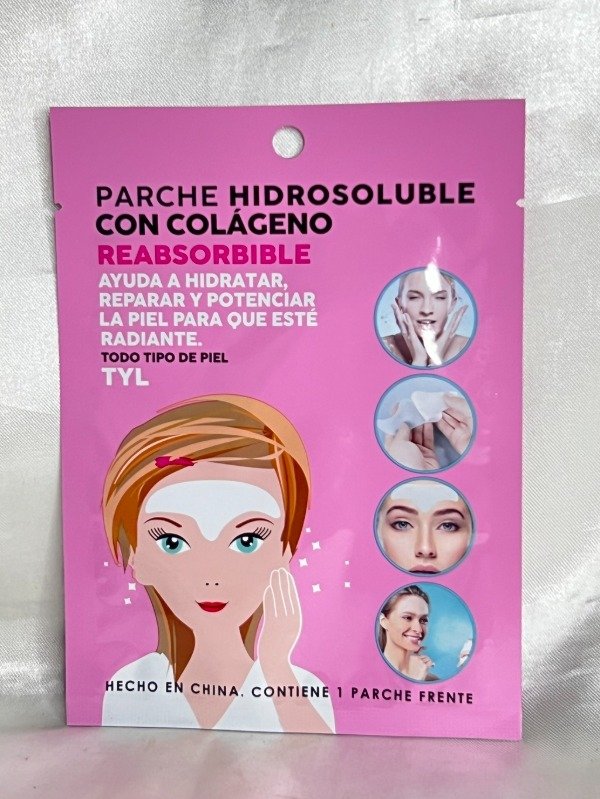 PARCHE HIDROSOLUBLE
CON COLÁGENO
REABSORBIBLE
AYUDA A HIDRATAR,
REPARAR Y POTENCIAR
LA PIEL PARA QUE ESTÉ
RADIANTE.
TODO TIPO DE PIEL
TYL
HECHO EN CHINA. CONTIENE 1 PARCHE FRENTE